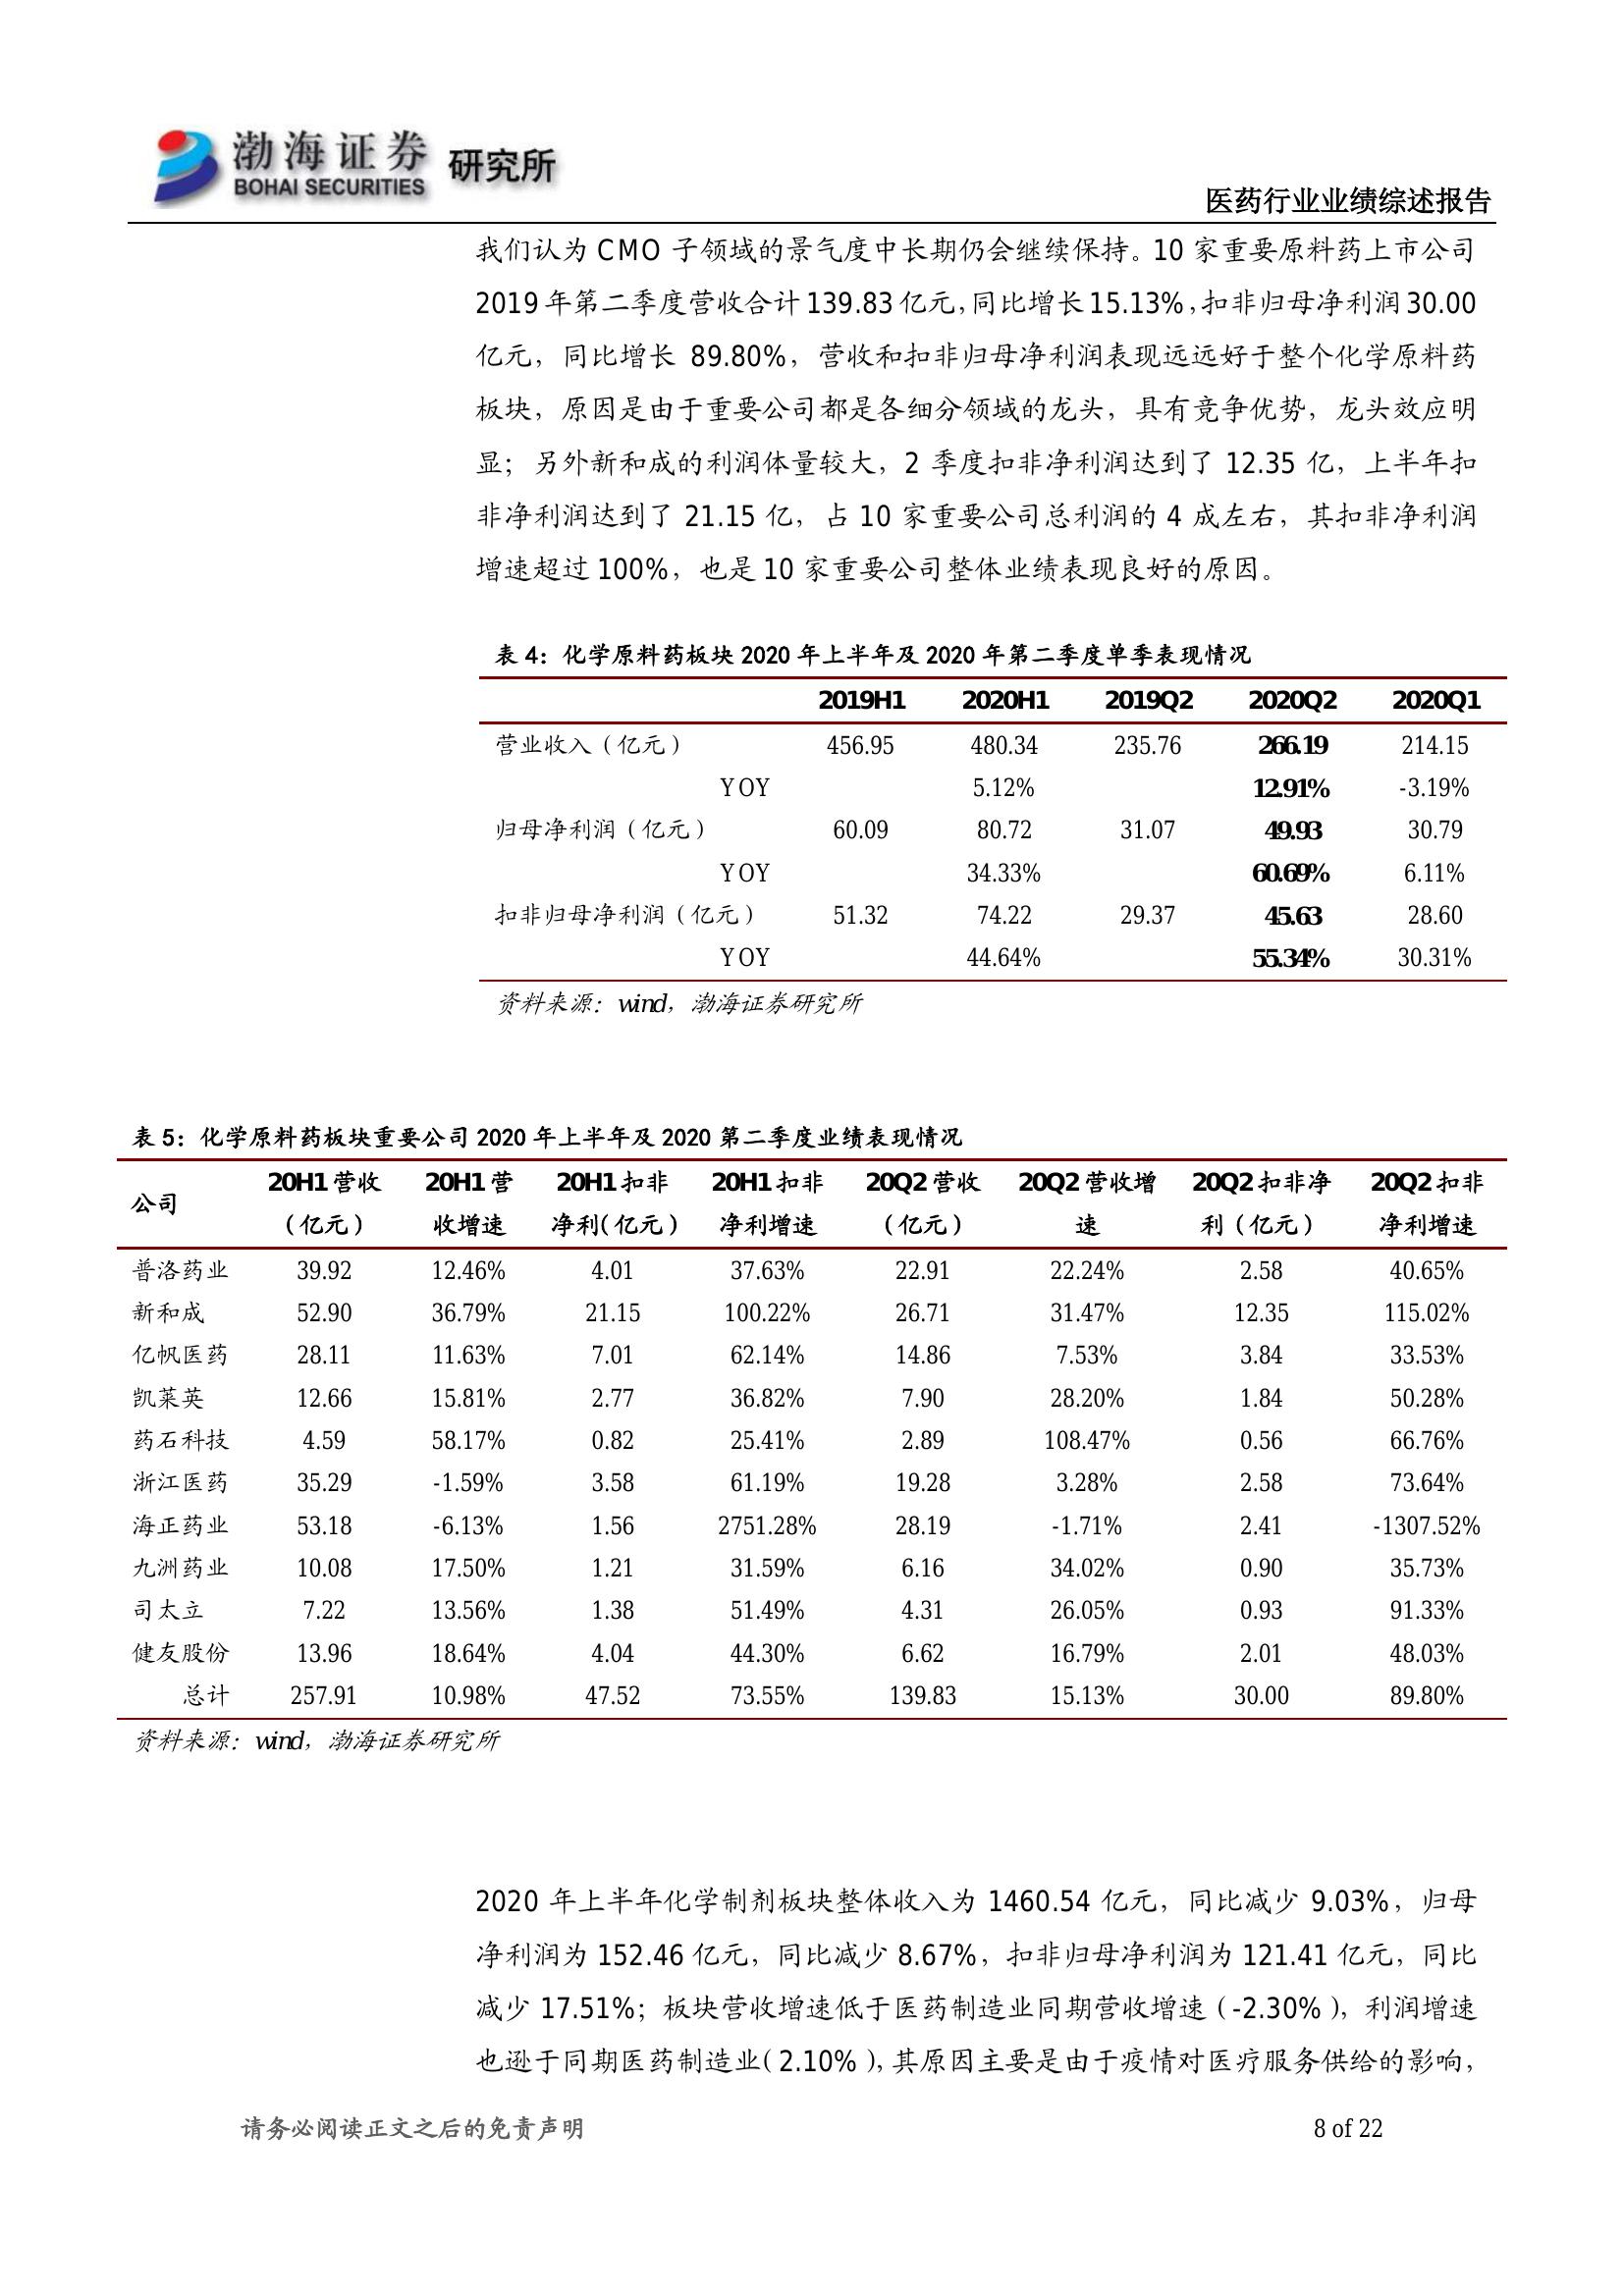 渤海证券 研究所
BOHAI SECURITIES
医药行业业绩综述报告
我们认为 CMO 子领域的景气度中长期仍会继续保持。10 家重要原料药上市公司
2019 年第二季度营收合计 139.83 亿元，同比增长 15.13%，扣非归母净利润 30.00
亿元，同比增长 89.80%，营收和扣非归母净利润表现远远好于整个化学原料药
板块，原因是由于重要公司都是各细分领域的龙头，具有竞争优势，龙头效应明
显；另外新和成的利润体量较大，2 季度扣非净利润达到了 12.35 亿，上半年扣
非净利润达到了 21.15 亿，占 10 家重要公司总利润的 4 成左右，其扣非净利润
增速超过 100%，也是 10 家重要公司整体业绩表现良好的原因。
表 4：化学原料药板块 2020 年上半年及 2020 年第二季度单季表现情况
2019H1 2020H1 2019Q2 2020Q2 2020Q1
营业收入（亿元） 456.95 480.34 235.76 266.19 214.15
YOY 5.12% 12.91% -3.19%
归母净利润（亿元） 60.09 80.72 31.07 49.93 30.79
YOY 34.33% 60.69% 6.11%
扣非归母净利润（亿元） 51.32 74.22 29.37 45.63 28.60
YOY 44.64% 55.34% 30.31%
资料来源：wind，渤海证券研究所
表 5：化学原料药板块重要公司 2020 年上半年及 2020 第二季度业绩表现情况
公司 20H1 营收 20H1 营 20H1 扣非 20H1 扣非 20Q2 营收 20Q2 营收增 20Q2 扣非净 20Q2 扣非
（亿元） 收增速 净利（亿元） 净利增速 （亿元） 速 利（亿元） 净利增速
普洛药业 39.92 12.46% 4.01 37.63% 22.91 22.24% 2.58 40.65%
新和成 52.90 36.79% 21.15 100.22% 26.71 31.47% 12.35 115.02%
亿帆医药 28.11 11.63% 7.01 62.14% 14.86 7.53% 3.84 33.53%
凯莱英 12.66 15.81% 2.77 36.82% 7.90 28.20% 1.84 50.28%
药石科技 4.59 58.17% 0.82 25.41% 2.89 108.47% 0.56 66.76%
浙江医药 35.29 -1.59% 3.58 61.19% 19.28 3.28% 2.58 73.64%
海正药业 53.18 -6.13% 1.56 2751.28% 28.19 -1.71% 2.41 -1307.52%
九洲药业 10.08 17.50% 1.21 31.59% 6.16 34.02% 0.90 35.73%
司太立 7.22 13.56% 1.38 51.49% 4.31 26.05% 0.93 91.33%
健友股份 13.96 18.64% 4.04 44.30% 6.62 16.79% 2.01 48.03%
总计 257.91 10.98% 47.52 73.55% 139.83 15.13% 30.00 89.80%
资料来源：wind，渤海证券研究所
2020 年上半年化学制剂板块整体收入为 1460.54 亿元，同比减少 9.03%，归母
净利润为 152.46 亿元，同比减少 8.67%，扣非归母净利润为 121.41 亿元，同比
减少 17.51%；板块营收增速低于医药制造业同期营收增速（-2.30%），利润增速
也逊于同期医药制造业（2.10%），其原因主要是由于疫情对医疗服务供给的影响，
请务必阅读正文之后的免责声明 8 of 22